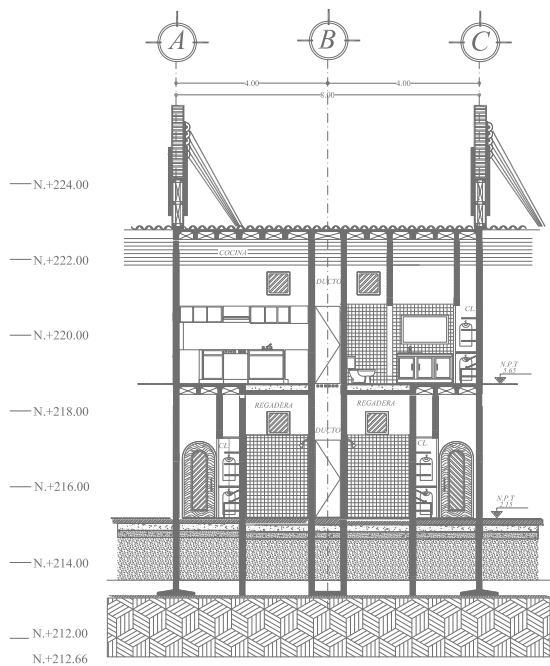 A B C
4.00 4.00
8.00
N.+224.00
N.+222.00
COCINA
DUCTO
CL.
N.+220.00
N.P.T
5.65
N.+218.00
REGADERA REGADERA
DUCTO
CL. CL.
N.+216.00
N.P.T
2.15
N.+214.00
N.+212.00
N.+212.66